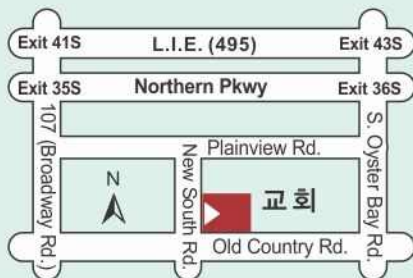 Exit 41S L.I.E. (495) Exit 43S
Exit 35S Northern Pkwy Exit 36S
107 (Broadway Rd.)
S. Oyster Bay Rd.
Plainview Rd.
New South Rd.
N
교회
Old Country Rd.